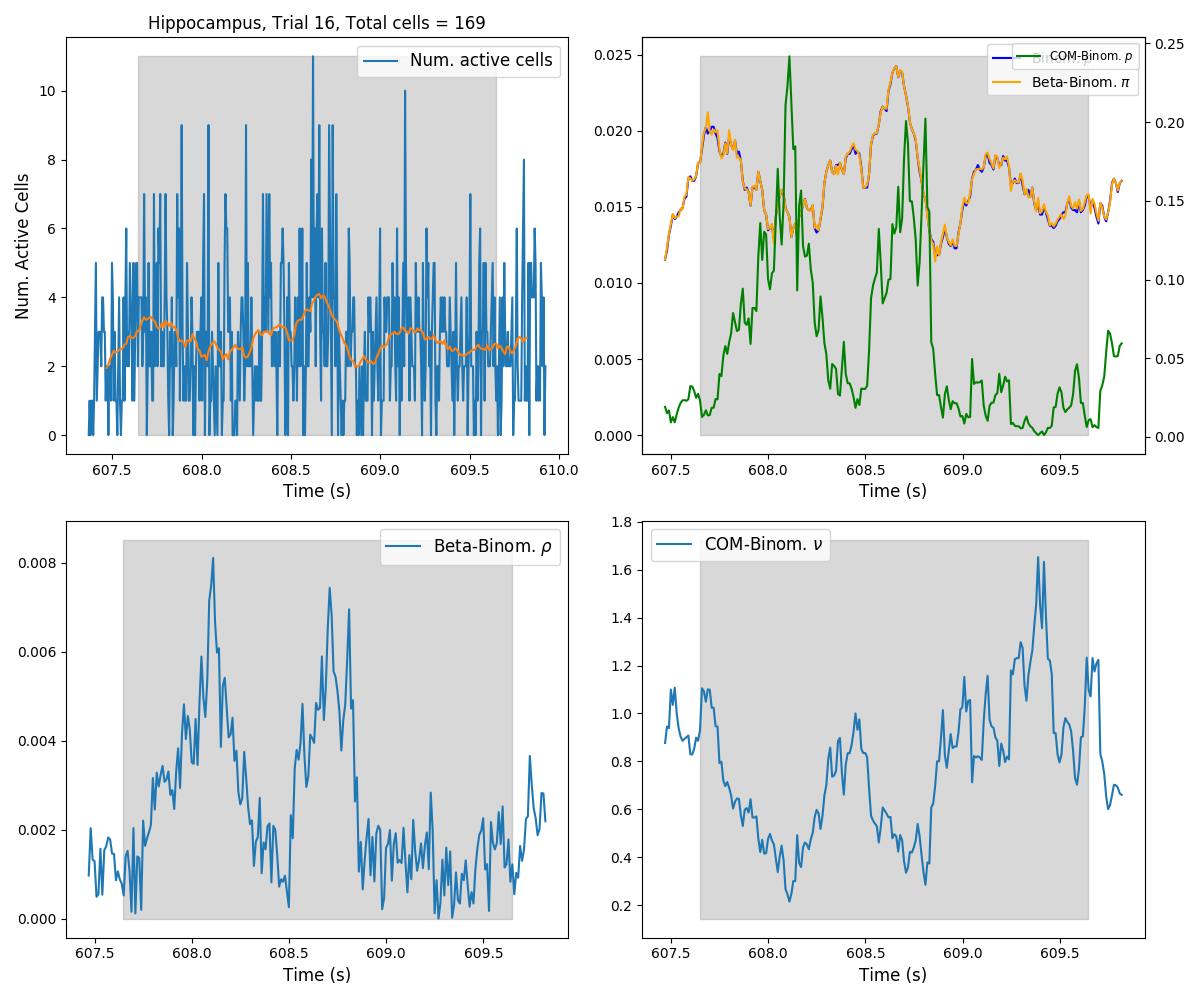 Hippocampus, Trial 16, Total cells = 169
Num. active cells
Num. Active Cells
10
8
6
4
2
0
607.5 608.0 608.5 609.0 609.5 610.0
Time (s)
COM-Binom. p
Beta-Binom. π
0.025
0.020
0.015
0.010
0.005
0.000
0.25
0.20
0.15
0.10
0.05
0.00
607.5 608.0 608.5 609.0 609.5
Time (s)
Beta-Binom. ρ
0.008
0.006
0.004
0.002
0.000
607.5 608.0 608.5 609.0 609.5
Time (s)
COM-Binom. ν
1.8
1.6
1.4
1.2
1.0
0.8
0.6
0.4
0.2
607.5 608.0 608.5 609.0 609.5
Time (s)